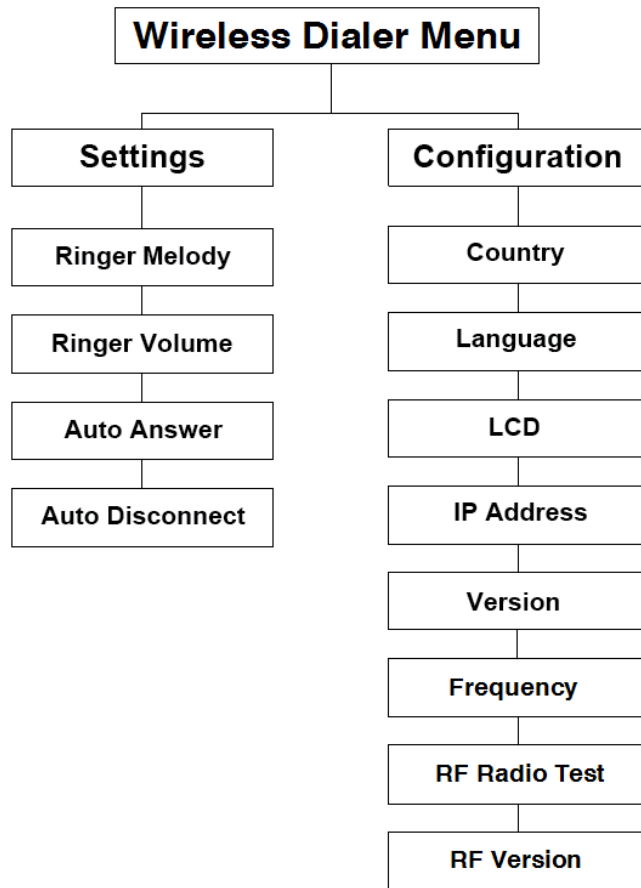 Wireless Dialer Menu
Settings
Ringer Melody
Ringer Volume
Auto Answer
Auto Disconnect
Configuration
Country
Language
LCD
IP Address
Version
Frequency
RF Radio Test
RF Version